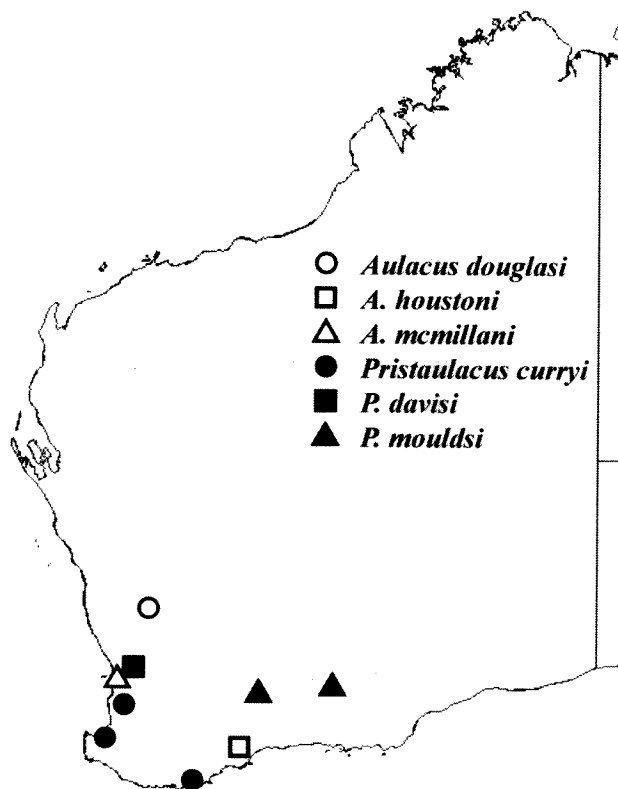 Aulacus douglasi
A. houstoni
A. mcmillani
Pristaulacus curryi
P. davisi
P. mouldsi